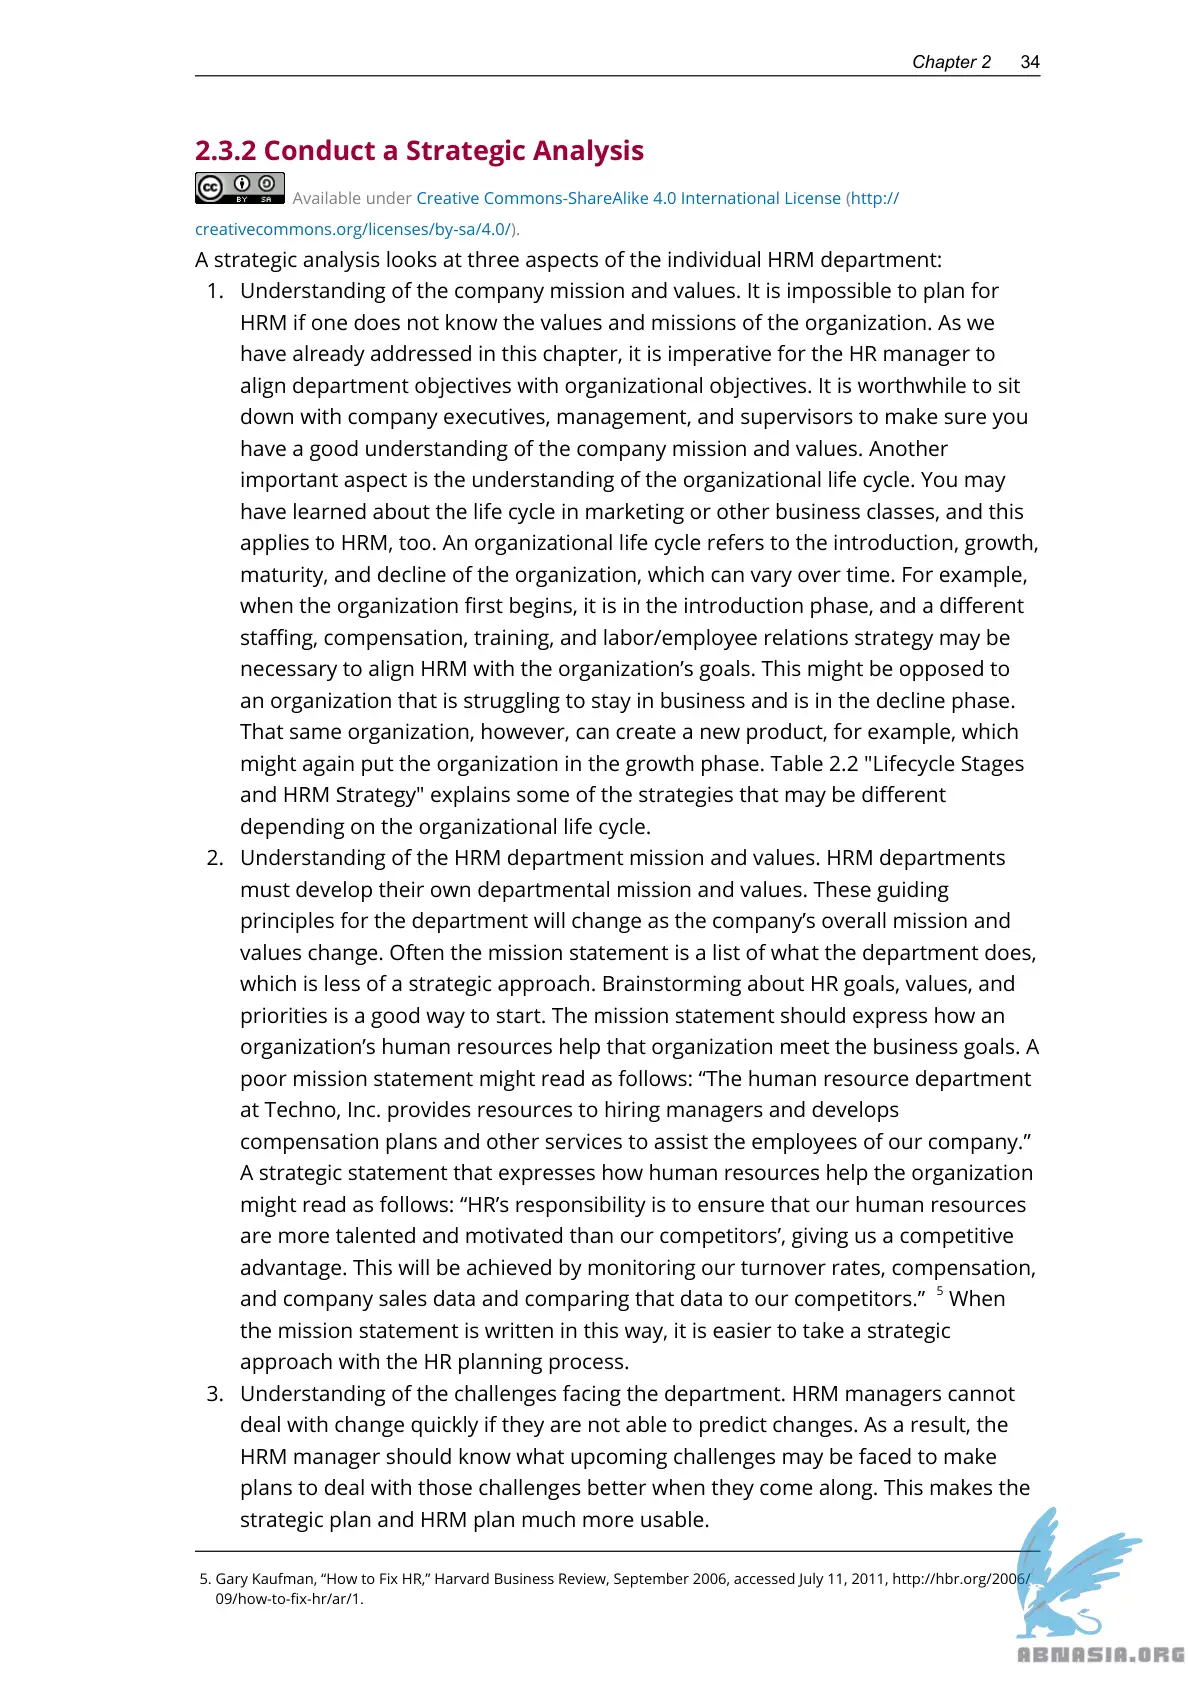 Chapter 2 34
2.3.2 Conduct a Strategic Analysis
cc BY SA Available under Creative Commons-ShareAlike 4.0 International License (http://
creativecommons.org/licenses/by-sa/4.0/).
A strategic analysis looks at three aspects of the individual HRM department:
1. Understanding of the company mission and values. It is impossible to plan for
HRM if one does not know the values and missions of the organization. As we
have already addressed in this chapter, it is imperative for the HR manager to
align department objectives with organizational objectives. It is worthwhile to sit
down with company executives, management, and supervisors to make sure you
have a good understanding of the company mission and values. Another
important aspect is the understanding of the organizational life cycle. You may
have learned about the life cycle in marketing or other business classes, and this
applies to HRM, too. An organizational life cycle refers to the introduction, growth,
maturity, and decline of the organization, which can vary over time. For example,
when the organization first begins, it is in the introduction phase, and a different
staffing, compensation, training, and labor/employee relations strategy may be
necessary to align HRM with the organization’s goals. This might be opposed to
an organization that is struggling to stay in business and is in the decline phase.
That same organization, however, can create a new product, for example, which
might again put the organization in the growth phase. Table 2.2 "Lifecycle Stages
and HRM Strategy" explains some of the strategies that may be different
depending on the organizational life cycle.
2. Understanding of the HRM department mission and values. HRM departments
must develop their own departmental mission and values. These guiding
principles for the department will change as the company’s overall mission and
values change. Often the mission statement is a list of what the department does,
which is less of a strategic approach. Brainstorming about HR goals, values, and
priorities is a good way to start. The mission statement should express how an
organization’s human resources help that organization meet the business goals. A
poor mission statement might read as follows: “The human resource department
at Techno, Inc. provides resources to hiring managers and develops
compensation plans and other services to assist the employees of our company.”
A strategic statement that expresses how human resources help the organization
might read as follows: “HR’s responsibility is to ensure that our human resources
are more talented and motivated than our competitors’, giving us a competitive
advantage. This will be achieved by monitoring our turnover rates, compensation,
and company sales data and comparing that data to our competitors.” 5 When
the mission statement is written in this way, it is easier to take a strategic
approach with the HR planning process.
3. Understanding of the challenges facing the department. HRM managers cannot
deal with change quickly if they are not able to predict changes. As a result, the
HRM manager should know what upcoming challenges may be faced to make
plans to deal with those challenges better when they come along. This makes the
strategic plan and HRM plan much more usable.
5. Gary Kaufman, “How to Fix HR,” Harvard Business Review, September 2006, accessed July 11, 2011, http://hbr.org/2006/
09/how-to-fix-hr/ar/1.
ABNASIA.ORG